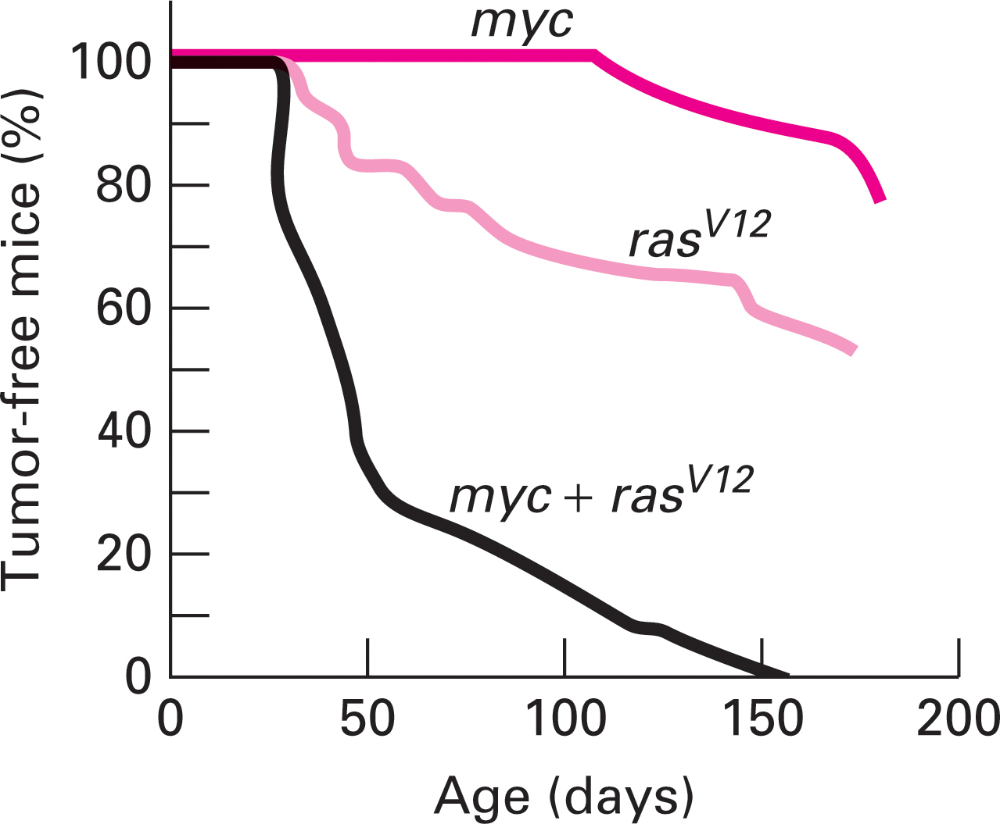 myc
100
80
60
40
20
0
Tumor-free mice (%)
ras^V12
myc + ras^V12
0 50 100 150 200
Age (days)